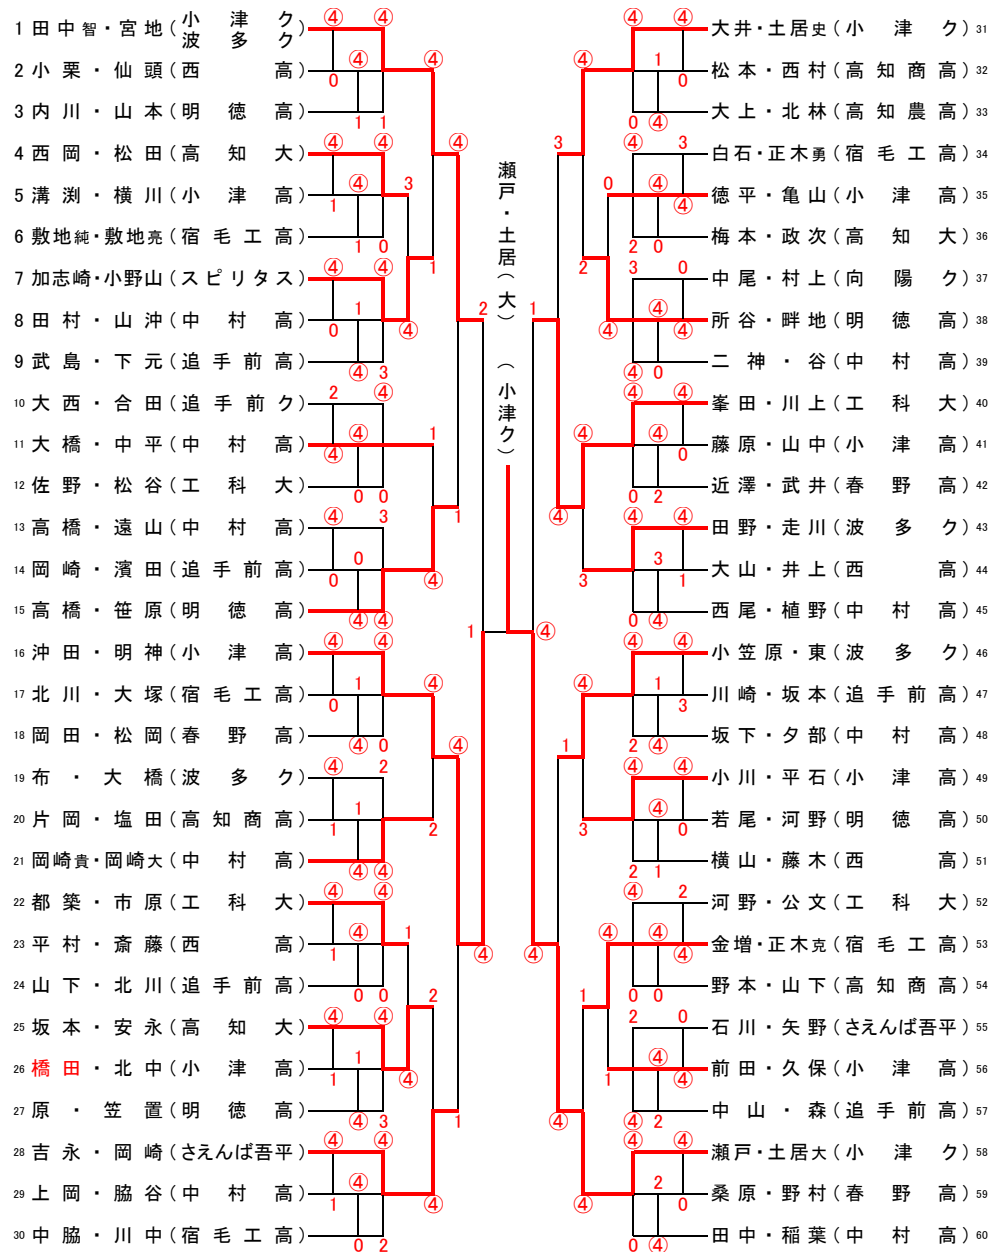 1 田中智・宮地(小津ク 波多ク)
2 小栗・仙頭(西高)
3 内川・山本(明徳高)
4 西岡・松田(高知大)
5 溝渕・横川(小津高)
6 敷地純・敷地亮(宿毛工高)
7 加志崎・小野山(スピリタス)
8 田村・山沖(中村高)
9 武島・下元(追手前高)
10 大西・合田(追手前ク)
11 大橋・中平(中村高)
12 佐野・松谷(工科大)
13 高橋・遠山(中村高)
14 岡崎・濱田(追手前高)
15 高橋・笹原(明徳高)
16 沖田・明神(小津高)
17 北川・大塚(宿毛工高)
18 岡田・松岡(春野高)
19 布・大橋(波多ク)
20 片岡・塩田(高知商高)
21 岡崎貴・岡崎大(中村高)
22 都築・市原(工科大)
23 平村・斎藤(西高)
24 山下・北川(追手前高)
25 坂本・安永(高知大)
26 橋田・北中(小津高)
27 原・笠置(明徳高)
28 吉永・岡崎(さえんば吾平)
29 上岡・脇谷(中村高)
30 中脇・川中(宿毛工高)
瀬戸・土居(大)(小津ク)
大井・土居史(小津ク) 31
松本・西村(高知商高) 32
大上・北林(高知農高) 33
白石・正木勇(宿毛工高) 34
徳平・亀山(小津高) 35
梅本・政次(高知大) 36
中尾・村上(向陽ク) 37
所谷・畔地(明徳高) 38
二神・谷(中村高) 39
峯田・川上(工科大) 40
藤原・山中(小津高) 41
近澤・武井(春野高) 42
田野・走川(波多ク) 43
大山・井上(西高) 44
西尾・植野(中村高) 45
小笠原・東(波多ク) 46
川崎・坂本(追手前高) 47
坂下・夕部(中村高) 48
小川・平石(小津高) 49
若尾・河野(明徳高) 50
横山・藤木(西高) 51
河野・公文(工科大) 52
金増・正木克(宿毛工高) 53
野本・山下(高知商高) 54
石川・矢野(さえんば吾平) 55
前田・久保(小津高) 56
中山・森(追手前高) 57
瀬戸・土居大(小津ク) 58
桑原・野村(春野高) 59
田中・稲葉(中村高) 60